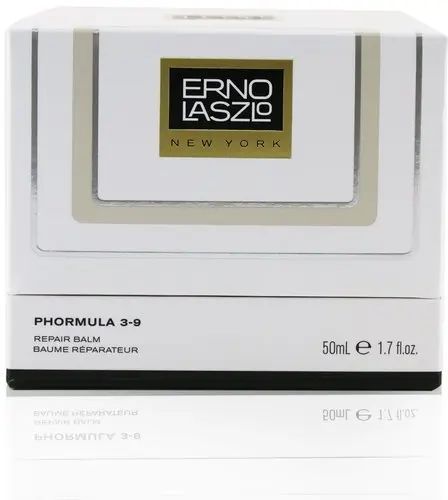 ERNO
LASZLO
NEW YORK
PHORMULA 3-9
REPAIR BALM
BAUME RÉPARATEUR
50mL ℮ 1.7 fl.oz.